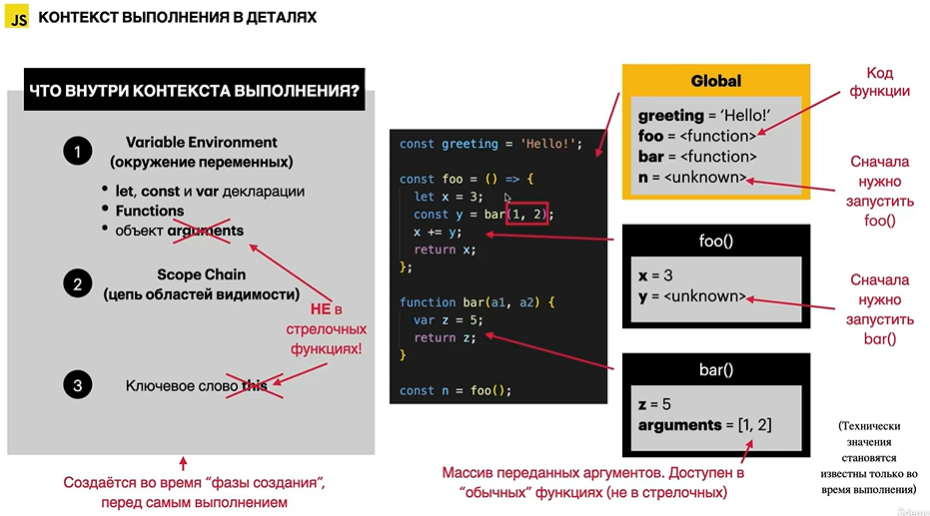 JS КОНТЕКСТ ВЫПОЛНЕНИЯ В ДЕТАЛЯХ
ЧТО ВНУТРИ КОНТЕКСТА ВЫПОЛНЕНИЯ?
1
Variable Environment
(окружение переменных)
• let, const и var декларации
• Functions
• объект arguments
2
Scope Chain
(цепь областей видимости)
НЕ в
стрелочных
функциях!
3
Ключевое слово this
Создаётся во время “фазы создания”,
перед самым выполнением
const greeting = 'Hello!';
const foo = () => {
let x = 3;
const y = bar(1, 2);
x += y;
return x;
};
function bar(a1, a2) {
var z = 5;
return z;
}
const n = foo();
Global
greeting = ‘Hello!’
foo = <function>
bar = <function>
n = <unknown>
Код
функции
Сначала
нужно
запустить
foo()
foo()
x = 3
y = <unknown>
Сначала
нужно
запустить
bar()
bar()
z = 5
arguments = [1, 2]
Массив переданных аргументов. Доступен в
“обычных” функциях (не в стрелочных)
(Технически
значения
становятся
известны только во
время выполнения)
ûdemy